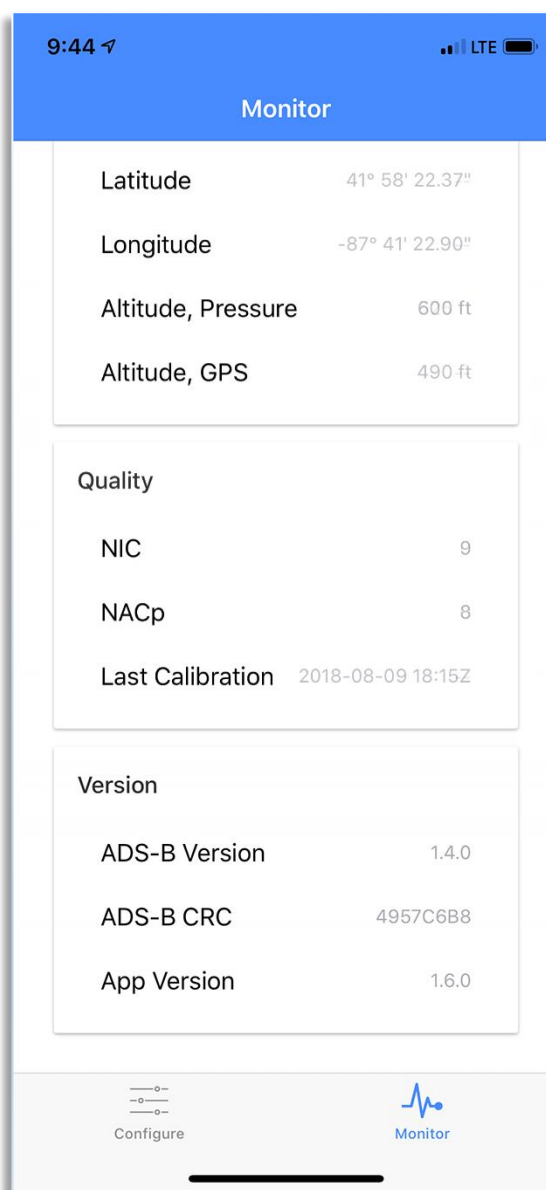 9:44 LTE
Monitor
Latitude 41° 58' 22.37"
Longitude -87° 41' 22.90"
Altitude, Pressure 600 ft
Altitude, GPS 490 ft
Quality
NIC 9
NACp 8
Last Calibration 2018-08-09 18:15Z
Version
ADS-B Version 1.4.0
ADS-B CRC 4957C6B8
App Version 1.6.0
Configure Monitor